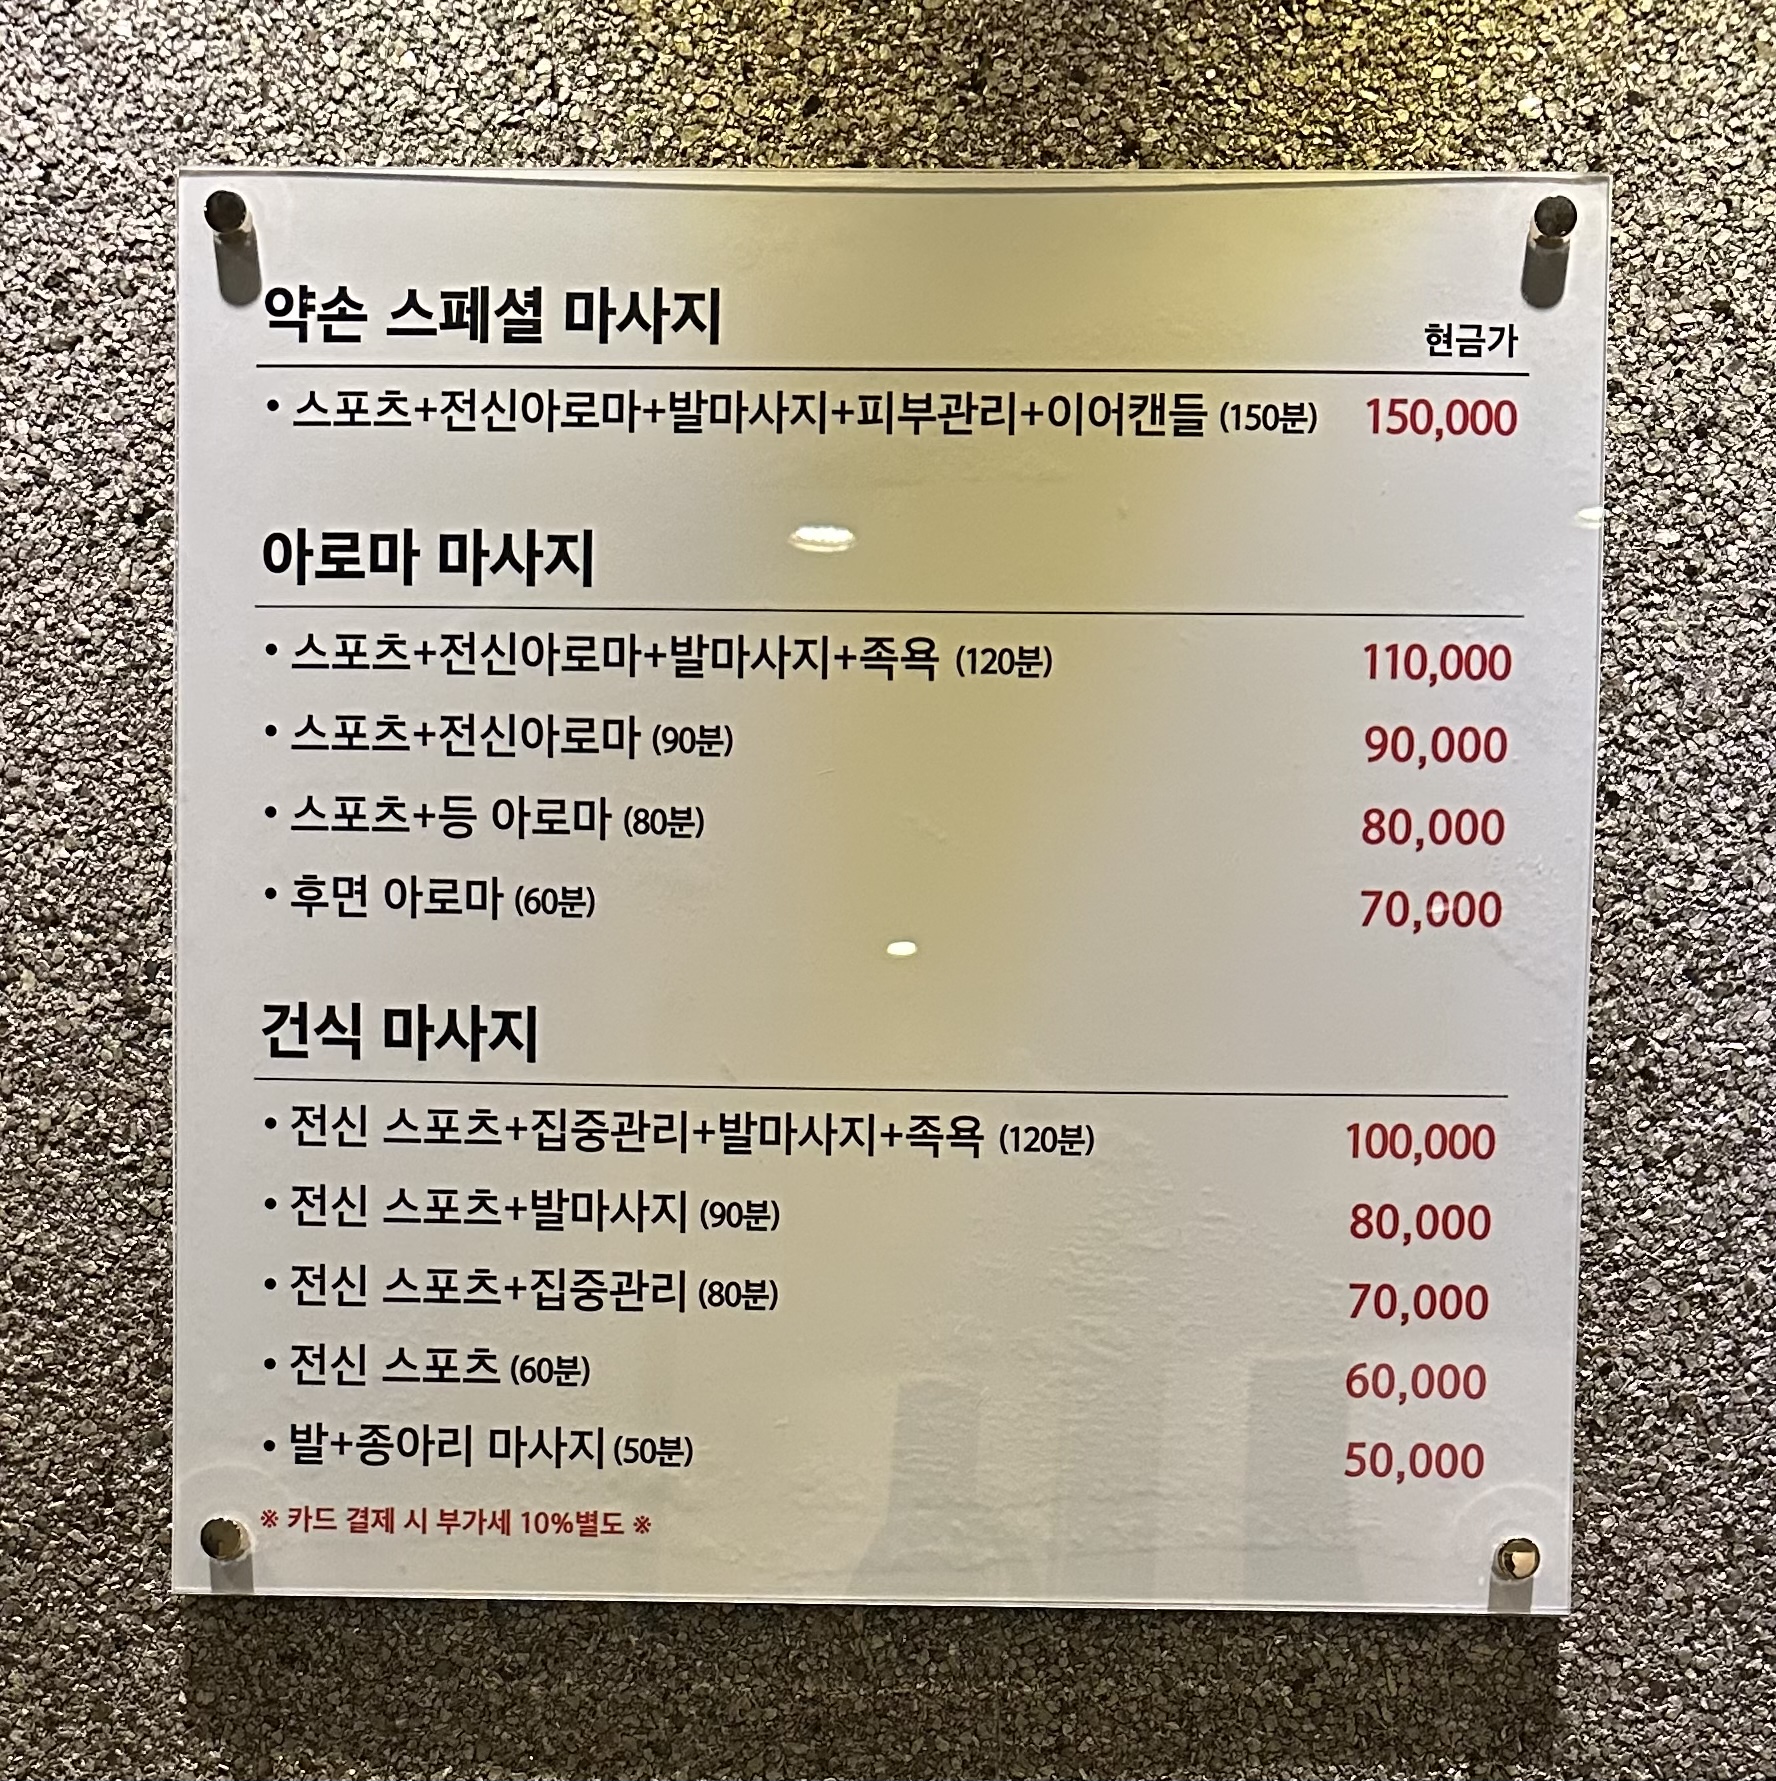 약손 스페셜 마사지 현금가
• 스포츠+전신아로마+발마사지+피부관리+이어캔들 (150분) 150,000
아로마 마사지
• 스포츠+전신아로마+발마사지+족욕 (120분) 110,000
• 스포츠+전신아로마 (90분) 90,000
• 스포츠+등 아로마 (80분) 80,000
• 후면 아로마 (60분) 70,000
건식 마사지
• 전신 스포츠+집중관리+발마사지+족욕 (120분) 100,000
• 전신 스포츠+발마사지 (90분) 80,000
• 전신 스포츠+집중관리 (80분) 70,000
• 전신 스포츠 (60분) 60,000
• 발+종아리 마사지 (50분) 50,000
※ 카드 결제 시 부가세 10%별도 ※